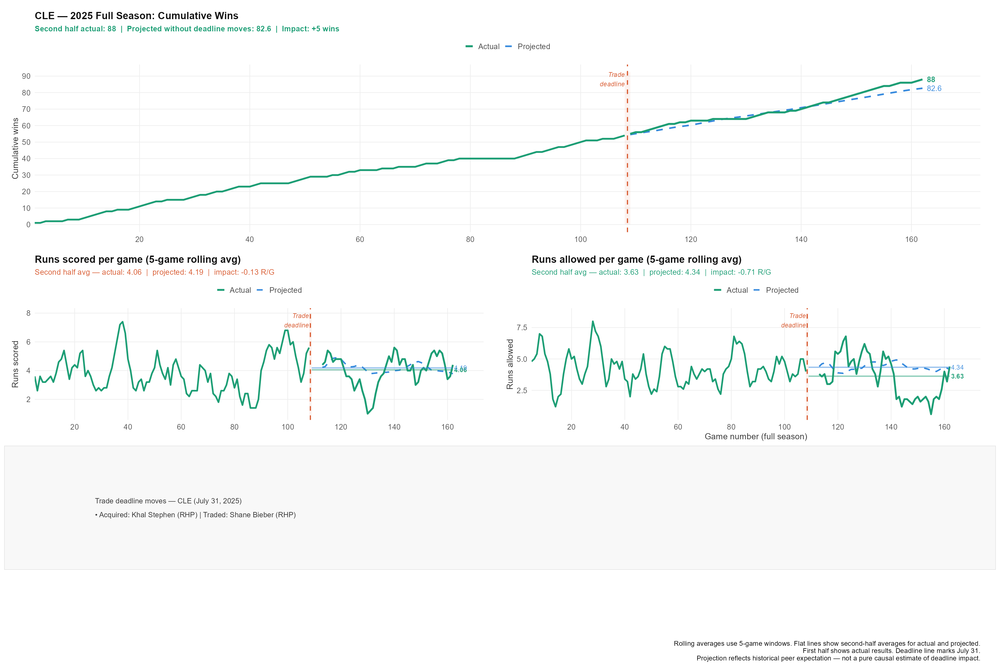 CLE — 2025 Full Season: Cumulative Wins
Second half actual: 88 | Projected without deadline moves: 82.6 | Impact: +5 wins
Actual Projected
Trade
deadline
90
80
70
60
50
40
30
20
10
0
Cumulative wins
88
82.6
20 40 60 80 100 120 140 160
Runs scored per game (5-game rolling avg)
Second half avg — actual: 4.06 | projected: 4.19 | impact: -0.13 R/G
Actual Projected
Trade
deadline
8
6
4
2
Runs scored
4.19
4.06
20 40 60 80 100 120 140 160
Runs allowed per game (5-game rolling avg)
Second half avg — actual: 3.63 | projected: 4.34 | impact: -0.71 R/G
Actual Projected
Trade
deadline
7.5
5.0
2.5
Runs allowed
4.34
3.63
20 40 60 80 100 120 140 160
Game number (full season)
Trade deadline moves — CLE (July 31, 2025)
• Acquired: Khal Stephen (RHP) | Traded: Shane Bieber (RHP)
Rolling averages use 5-game windows. Flat lines show second-half averages for actual and projected.
First half shows actual results. Deadline line marks July 31.
Projection reflects historical peer expectation — not a pure causal estimate of deadline impact.